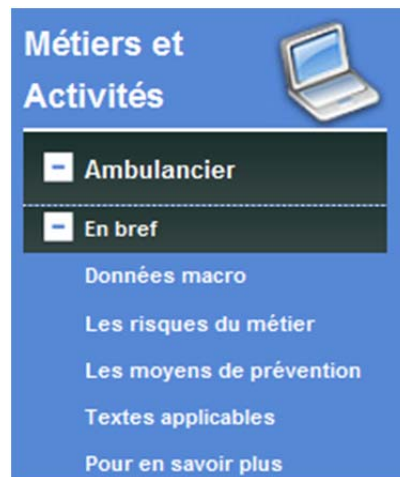 Métiers et
Activités
Ambulancier
En bref
Données macro
Les risques du métier
Les moyens de prévention
Textes applicables
Pour en savoir plus